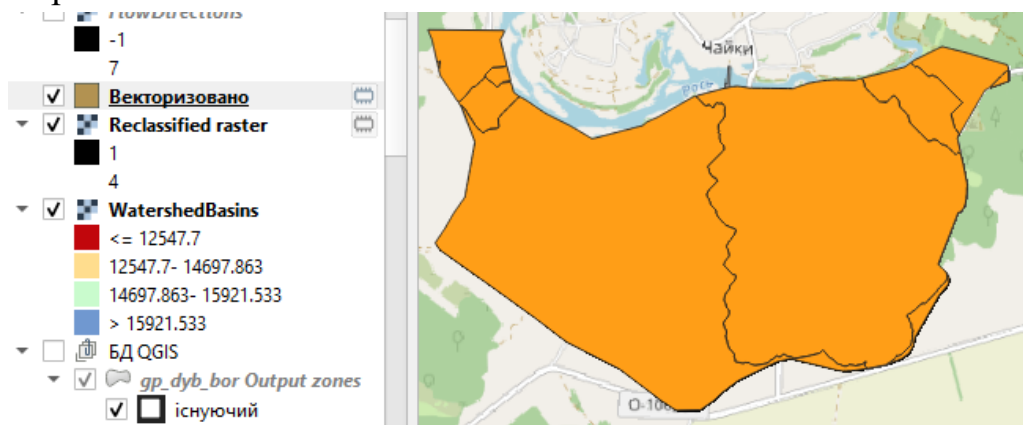 FlowDirections
-1
7
Векторизовано
Reclassified raster
1
4
WatershedBasins
<= 12547.7
12547.7- 14697.863
14697.863- 15921.533
> 15921.533
БД QGIS
gp_dyb_bor Output zones
існуючий
Чайки
Рось